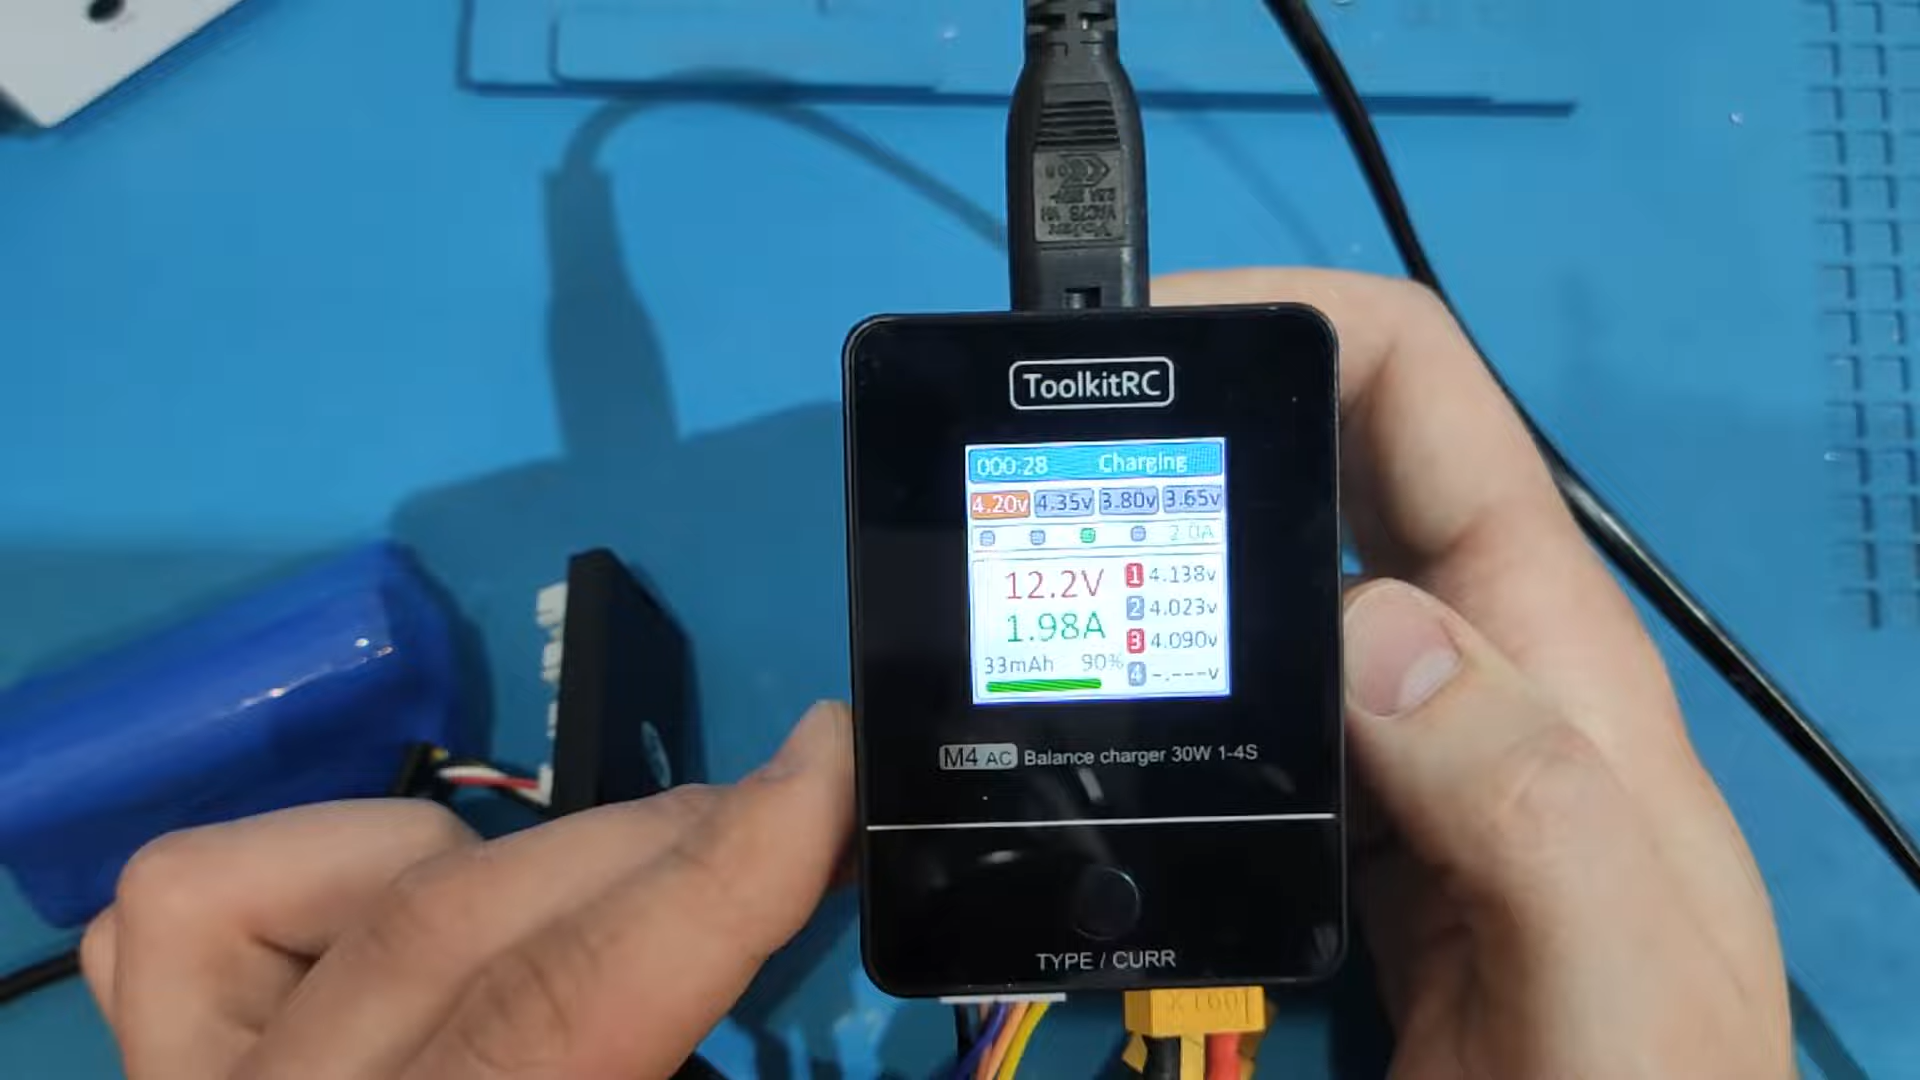 ToolkitRC
000:28 Charging
4.20v 4.35v 3.80v 3.65v
2.0A
12.2V
1.98A
33mAh 90%
1 4.138v
2 4.023v
3 4.090v
4 -.---v
M4 AC Balance charger 30W 1-4S
TYPE / CURR
XT60